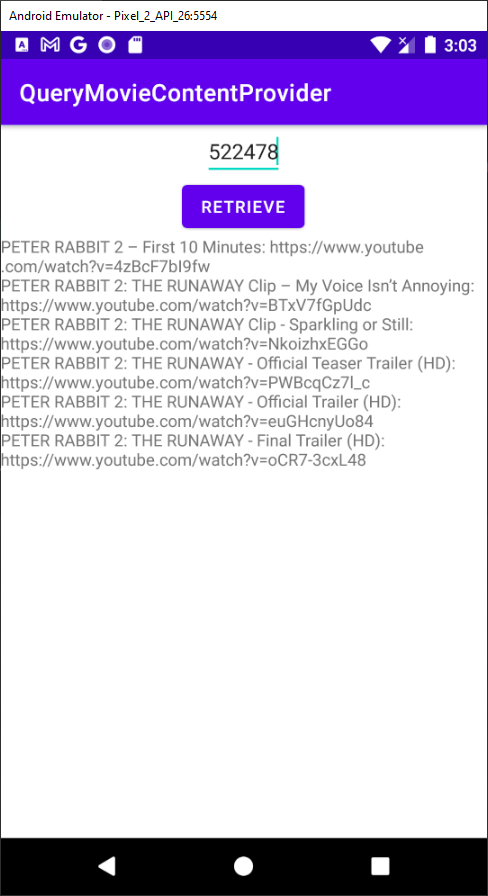 Android Emulator - Pixel_2_API_26:5554
3:03
QueryMovieContentProvider
522478
RETRIEVE
PETER RABBIT 2 – First 10 Minutes: https://www.youtube
.com/watch?v=4zBcF7bI9fw
PETER RABBIT 2: THE RUNAWAY Clip – My Voice Isn’t Annoying:
https://www.youtube.com/watch?v=BTxV7fGpUdc
PETER RABBIT 2: THE RUNAWAY Clip - Sparkling or Still:
https://www.youtube.com/watch?v=NkoizhxEGGo
PETER RABBIT 2: THE RUNAWAY - Official Teaser Trailer (HD):
https://www.youtube.com/watch?v=PWBcqCz7l_c
PETER RABBIT 2: THE RUNAWAY - Official Trailer (HD):
https://www.youtube.com/watch?v=euGHcnyUo84
PETER RABBIT 2: THE RUNAWAY - Final Trailer (HD):
https://www.youtube.com/watch?v=oCR7-3cxL48